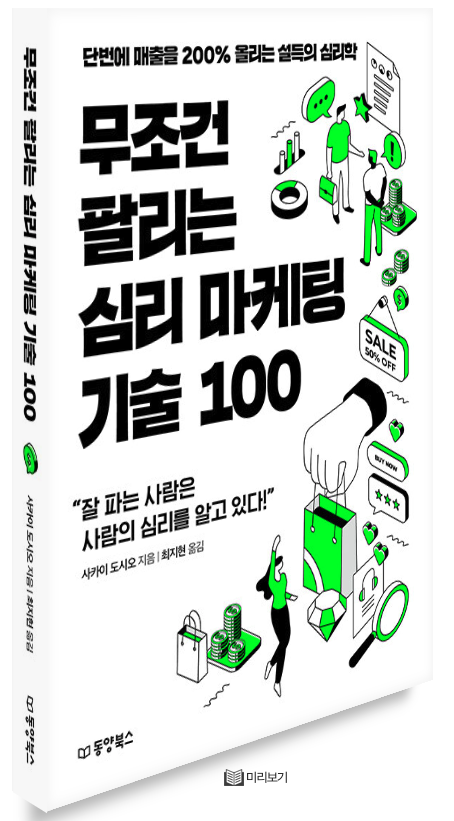 단번에 매출을 200% 올리는 설득의 심리학
무조건
팔리는
심리 마케팅
기술 100
SALE
50% OFF
BUY NOW
“잘 파는 사람은
사람의 심리를 알고 있다!”
사카이 도시오 지음 | 최지현 옮김
동양북스
무조건 팔리는 심리 마케팅 기술 100
사카이 도시오 지음 | 최지현 옮김
동양북스
미리보기